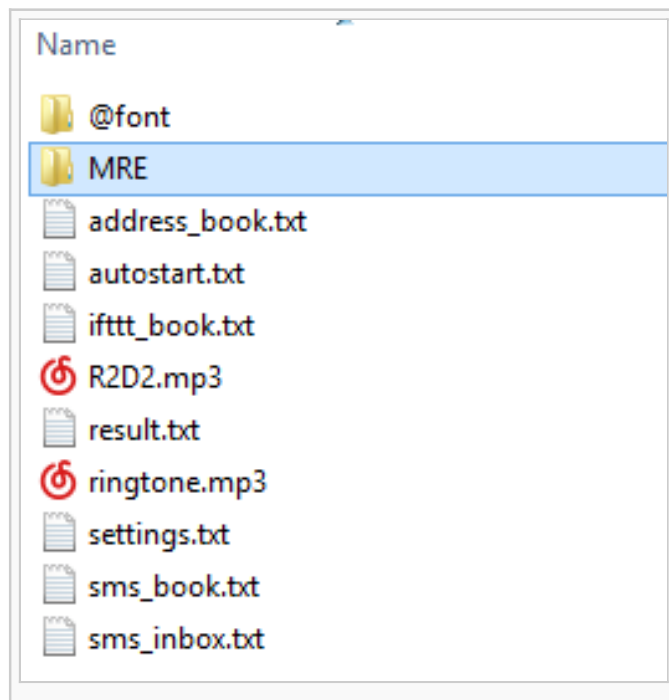 Name
@font
MRE
address_book.txt
autostart.txt
ifttt_book.txt
R2D2.mp3
result.txt
ringtone.mp3
settings.txt
sms_book.txt
sms_inbox.txt